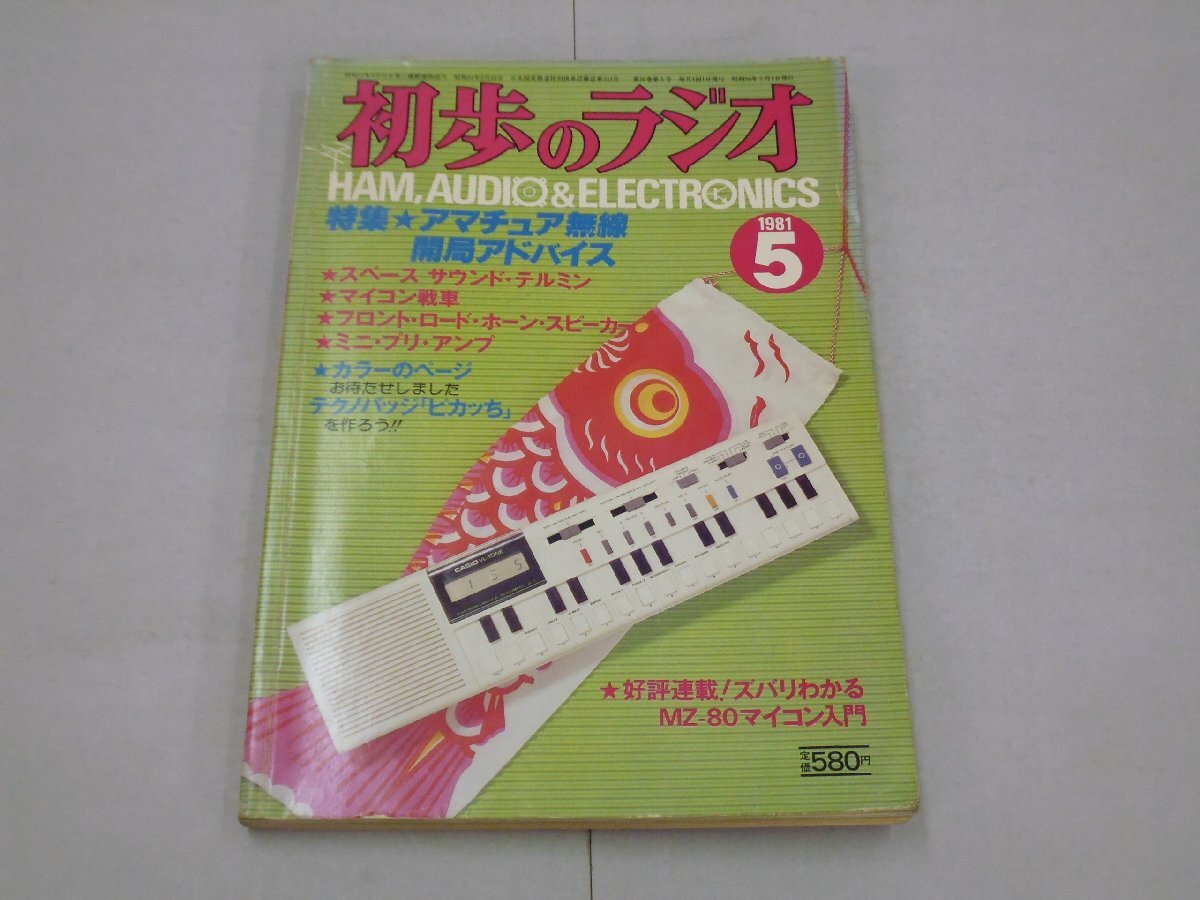 初歩のラジオ
HAM, AUDIO & ELECTRONICS
特集★アマチュア無線
開局アドバイス
1981
5
★スペース サウンド・テルミン
★マイコン戦車
★フロント・ロード・ホーン・スピーカー
★ミニ・プリ・アンプ
★カラーのページ
お待たせしました
テクノバッジ「ピカッち」
を作ろう!!
CASIO VL-TONE
1 3 5
★好評連載!ズバリわかる
MZ-80マイコン入門
定価580円